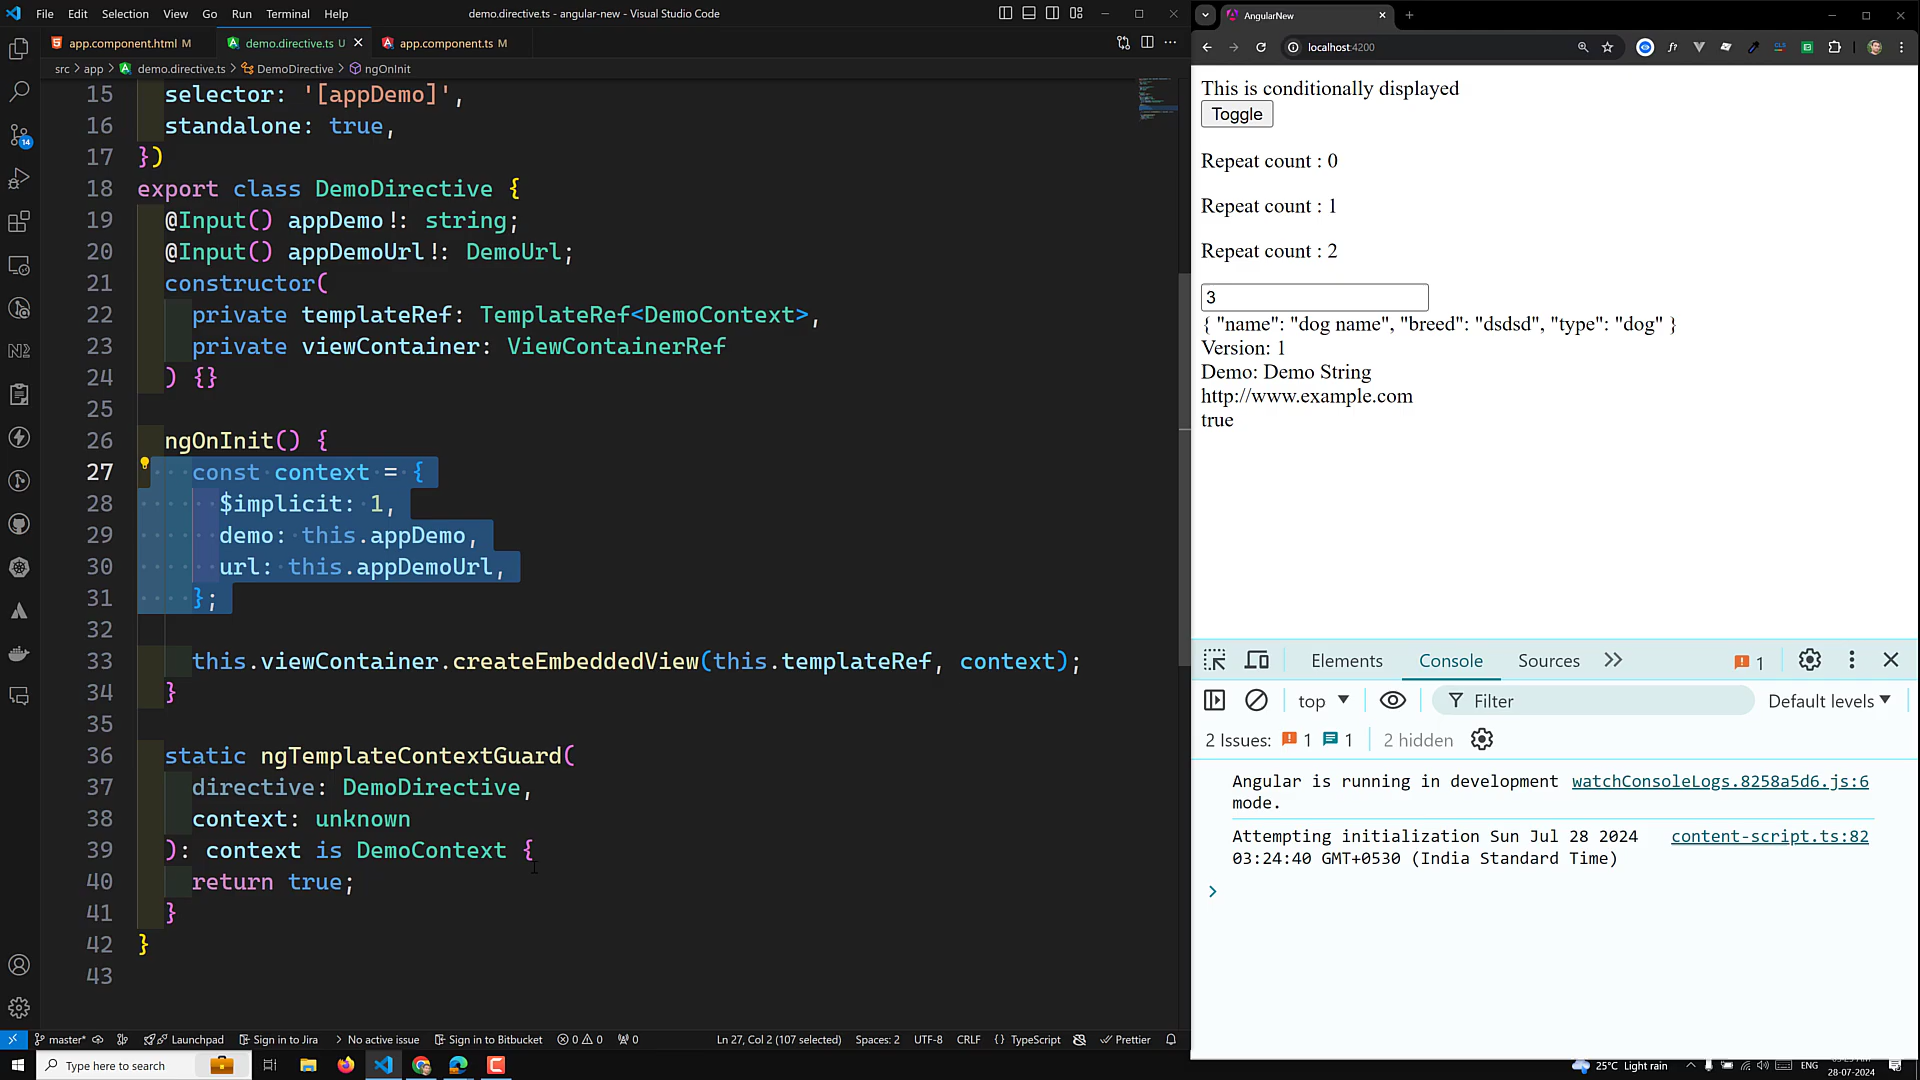 File Edit Selection View Go Run Terminal Help
demo.directive.ts - angular-new - Visual Studio Code
app.component.html M
demo.directive.ts U
app.component.ts M
src > app > demo.directive.ts > DemoDirective > ngOnInit
15 selector: '[appDemo]',
16 standalone: true,
17 })
18 export class DemoDirective {
19 @Input() appDemo!: string;
20 @Input() appDemoUrl!: DemoUrl;
21 constructor(
22 private templateRef: TemplateRef<DemoContext>,
23 private viewContainer: ViewContainerRef
24 ) {}
25
26 ngOnInit() {
27 const context = {
28 $implicit: 1,
29 demo: this.appDemo,
30 url: this.appDemoUrl,
31 };
32
33 this.viewContainer.createEmbeddedView(this.templateRef, context);
34 }
35
36 static ngTemplateContextGuard(
37 directive: DemoDirective,
38 context: unknown
39 ): context is DemoContext {
40 return true;
41 }
42 }
43
14
master* Launchpad Sign in to Jira No active issue Sign in to Bitbucket 0 0 0 Ln 27, Col 2 (107 selected) Spaces: 2 UTF-8 CRLF {} TypeScript Prettier
AngularNew
localhost:4200
This is conditionally displayed
Toggle
Repeat count : 0
Repeat count : 1
Repeat count : 2
3
{ "name": "dog name", "breed": "dsdsd", "type": "dog" }
Version: 1
Demo: Demo String
http://www.example.com
true
Elements Console Sources 1
top Filter Default levels
2 Issues: 1 1 2 hidden
Angular is running in development mode. watchConsoleLogs.8258a5d6.js:6
Attempting initialization Sun Jul 28 2024 content-script.ts:82
03:24:40 GMT+0530 (India Standard Time)
Type here to search
25°C Light rain
ENG
28-07-2024